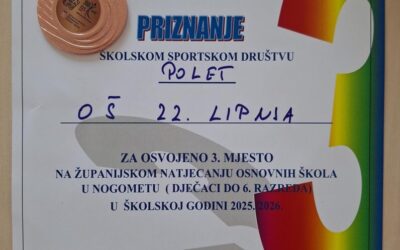 PRIZNANJE
ŠKOLSKOM SPORTSKOM DRUŠTVU
POLET
OŠ 22. LIPNJA
ZA OSVOJENO 3. MJESTO
NA ŽUPANIJSKOM NATJECANJU OSNOVNIH ŠKOLA
U NOGOMETU ( DJEČACI DO 6. RAZREDA)
U ŠKOLSKOJ GODINI 2025./2026.